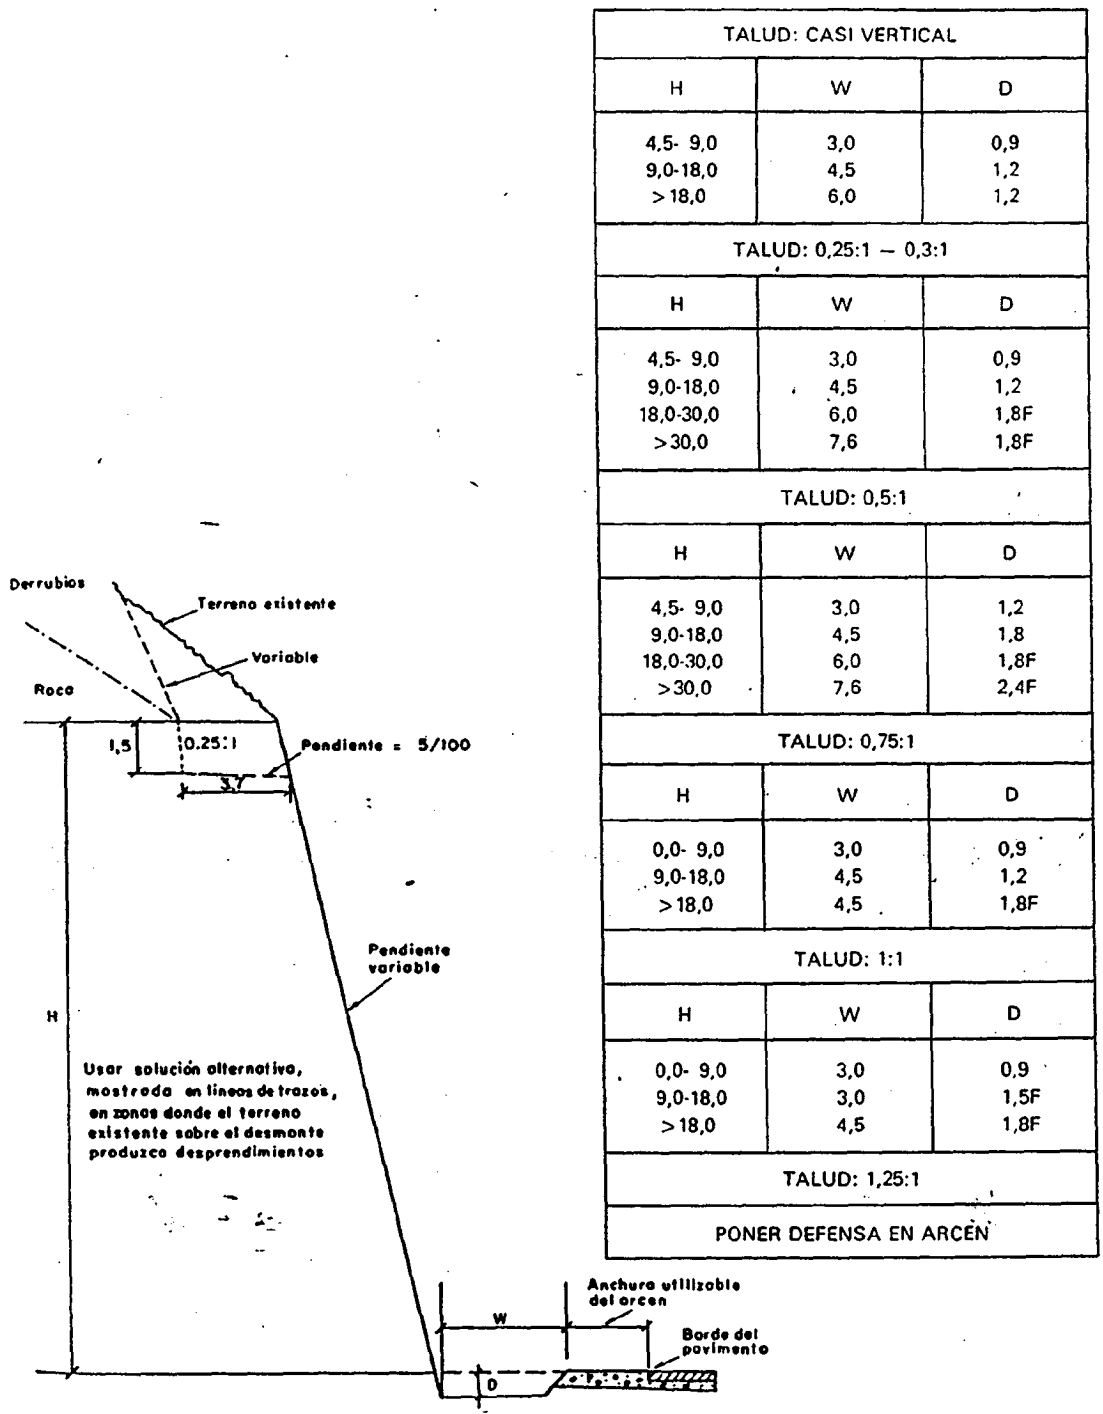 TALUD: CASI VERTICAL
H W D
4,5- 9,0 3,0 0,9
9,0-18,0 4,5 1,2
>18,0 6,0 1,2
TALUD: 0,25:1 — 0,3:1
H W D
4,5- 9,0 3,0 0,9
9,0-18,0 4,5 1,2
18,0-30,0 6,0 1,8F
>30,0 7,6 1,8F
TALUD: 0,5:1
H W D
4,5- 9,0 3,0 1,2
9,0-18,0 4,5 1,8
18,0-30,0 6,0 1,8F
>30,0 7,6 2,4F
TALUD: 0,75:1
H W D
0,0- 9,0 3,0 0,9
9,0-18,0 4,5 1,2
>18,0 4,5 1,8F
TALUD: 1:1
H W D
0,0- 9,0 3,0 0,9
9,0-18,0 3,0 1,5F
>18,0 4,5 1,8F
TALUD: 1,25:1
PONER DEFENSA EN ARCEN
Derrubios
Terreno existente
Variable
Roca
1,5
0.25:1
Pendiente = 5/100
3,7
Pendiente
variable
H
Usar solución alternativa,
mostrada en líneas de trazos,
en zonas donde el terreno
existente sobre el desmonte
produzca desprendimientos
Anchura utilizable
del arcen
W
Borde del
pavimento
D